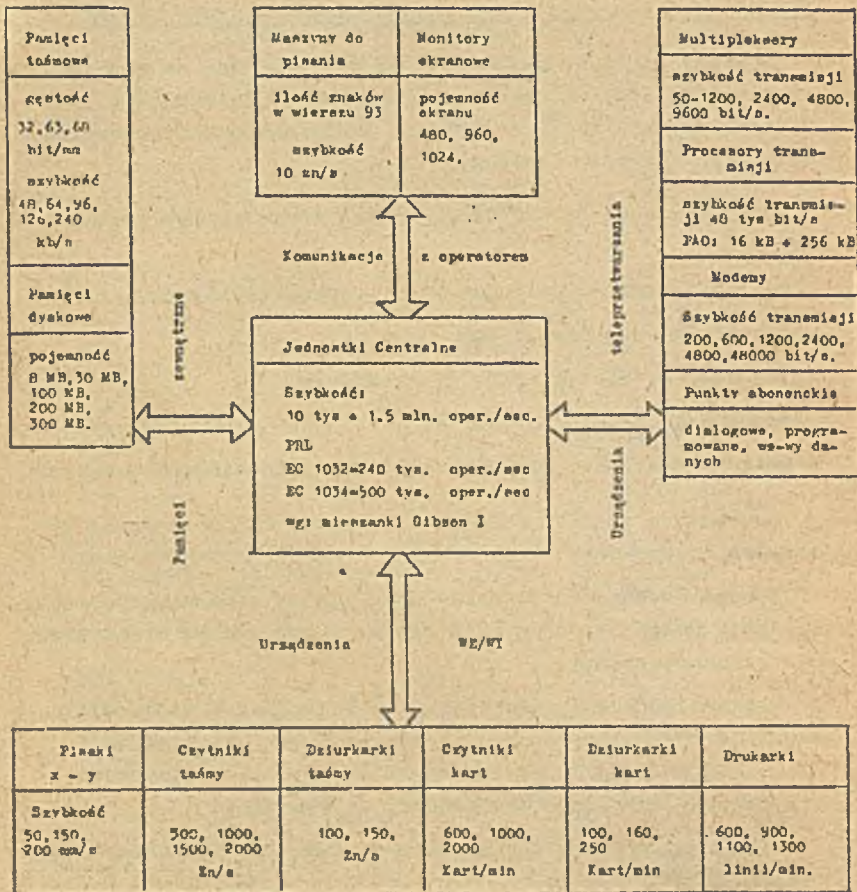 Pamięci
taśmowe
gęstość
32,63,60
bit/mm
szybkość
48,64,96,
126,240
kb/s
Pamięci
dyskowe
pojemność
8 MB,30 MB,
100 MB,
200 MB,
300 MB.
Maszyny do
pisania
ilość znaków
w wierszu 93
szybkość
10 zn/s
Monitory
ekranowe
pojemność
ekranu
480, 960,
1024,
Multipleksery
szybkość transmisji
50-1200, 2400, 4800,
9600 bit/s.
Procesory trans-
misji
szybkość transmis-
ji 48 tys bit/s
PAO: 16 kB + 256 kB
Modemy
Szybkość transmisji
200,600,1200,2400,
4800,48000 bit/s.
Punkty abonenckie
dialogowe, progra-
mowane, we-wy da-
nych
Komunikacja z operatorem
Pamięci zewnętrzne
Urządzenia teleprzetwarzania
Jednostki Centralne
Szybkość:
10 tys + 1.5 mln. oper./sec.
PRL
EC 1032=240 tys. oper./sec
EC 1034=500 tys. oper./sec
wg: mieszanki Gibson I
Urządzenia WE/WY
Pisaki
x - y
Szybkość
50,150,
200 mm/s
Czytniki
taśmy
500, 1000,
1500, 2000
Zn/s
Dziurkarki
taśmy
100, 150,
Zn/s
Czytniki
kart
600, 1000,
2000
Kart/min
Dziurkarki
kart
100, 160,
250
Kart/min
Drukarki
600, 900,
1100, 1300
linii/min.